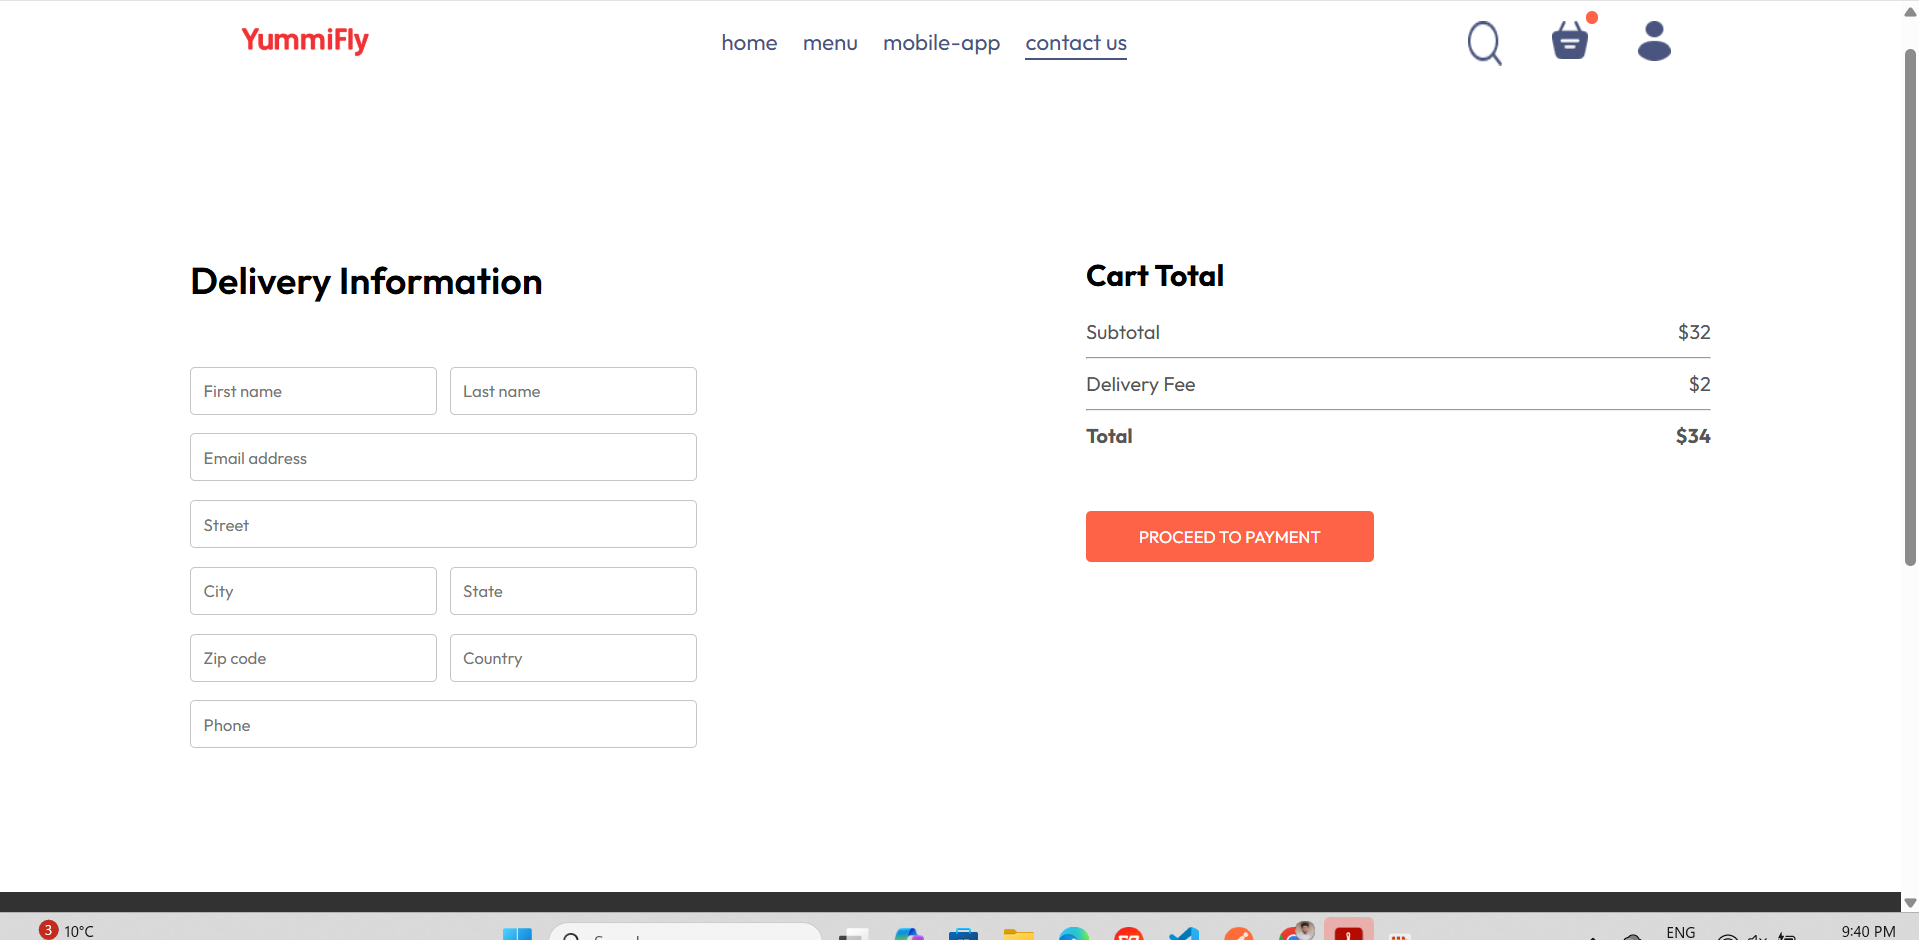 YummiFly
home menu mobile-app contact us
Delivery Information
First name Last name
Email address
Street
City State
Zip code Country
Phone
Cart Total
Subtotal $32
Delivery Fee $2
Total $34
PROCEED TO PAYMENT
3 10°C
ENG
9:40 PM